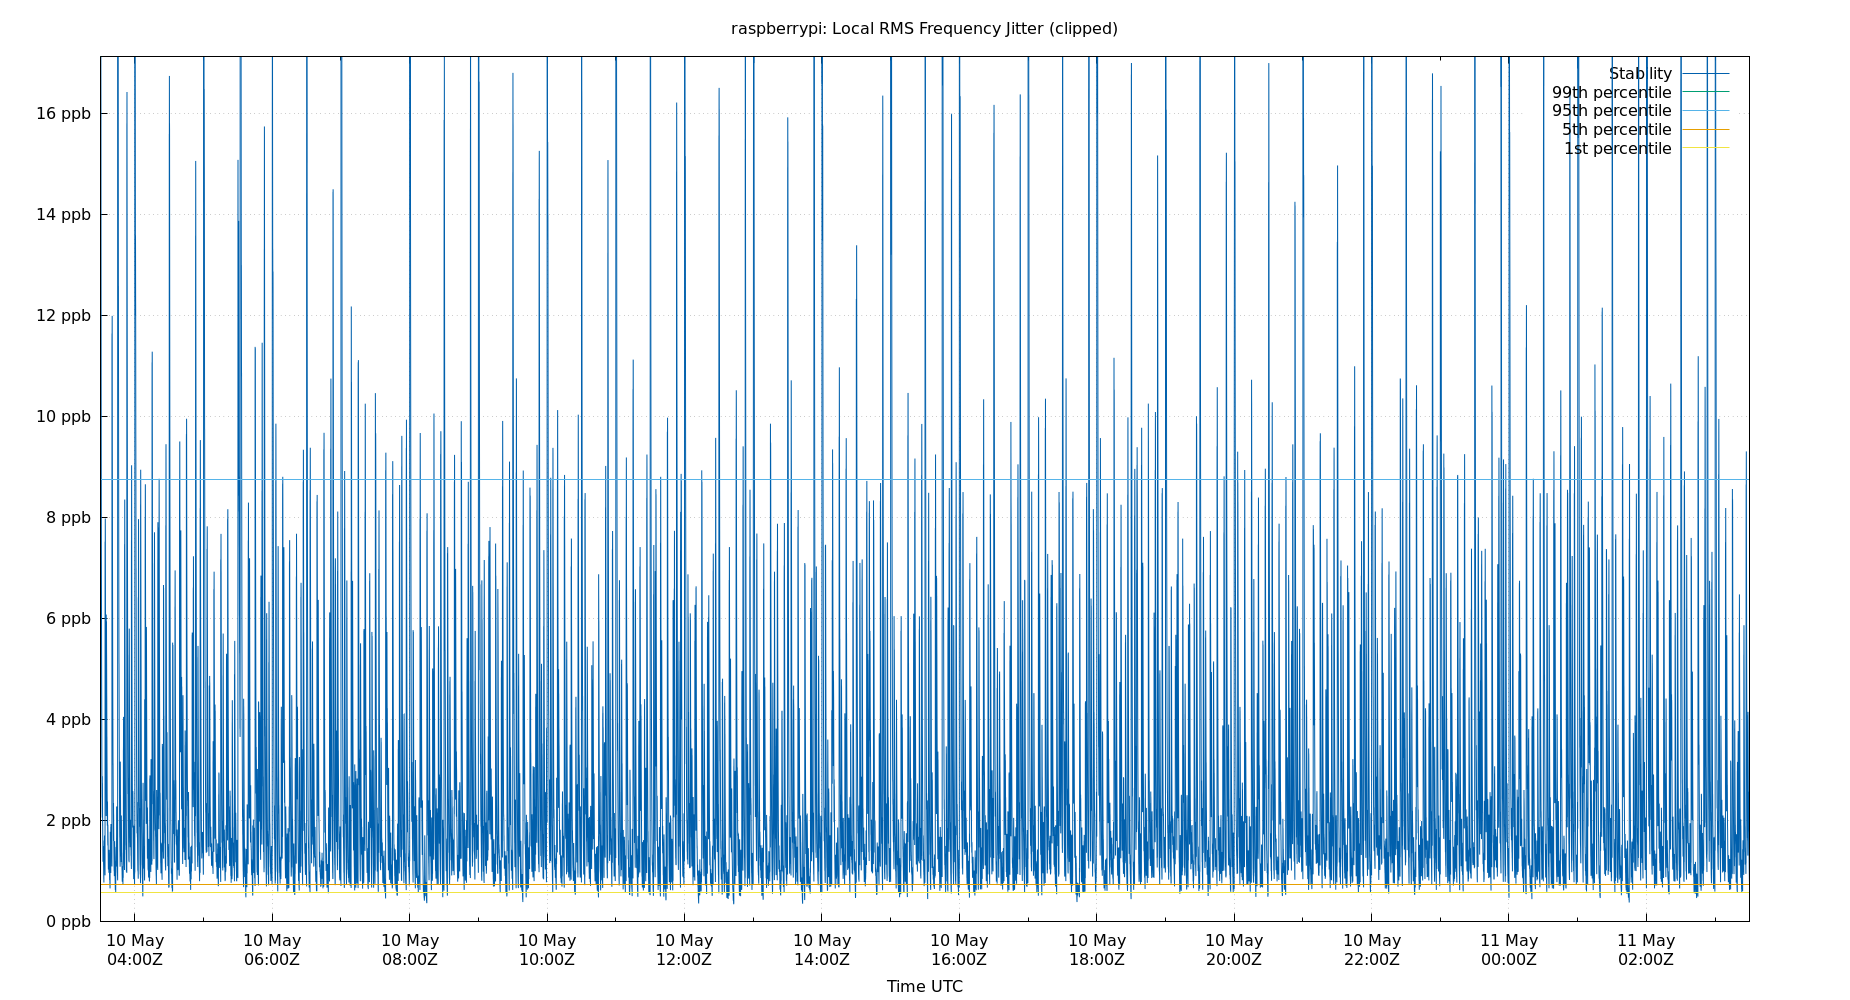 raspberrypi: Local RMS Frequency Jitter (clipped)
Stability
99th percentile
95th percentile
5th percentile
1st percentile
16 ppb
14 ppb
12 ppb
10 ppb
8 ppb
6 ppb
4 ppb
2 ppb
0 ppb
10 May 10 May 10 May 10 May 10 May 10 May 10 May 10 May 10 May 10 May 11 May 11 May
04:00Z 06:00Z 08:00Z 10:00Z 12:00Z 14:00Z 16:00Z 18:00Z 20:00Z 22:00Z 00:00Z 02:00Z
Time UTC